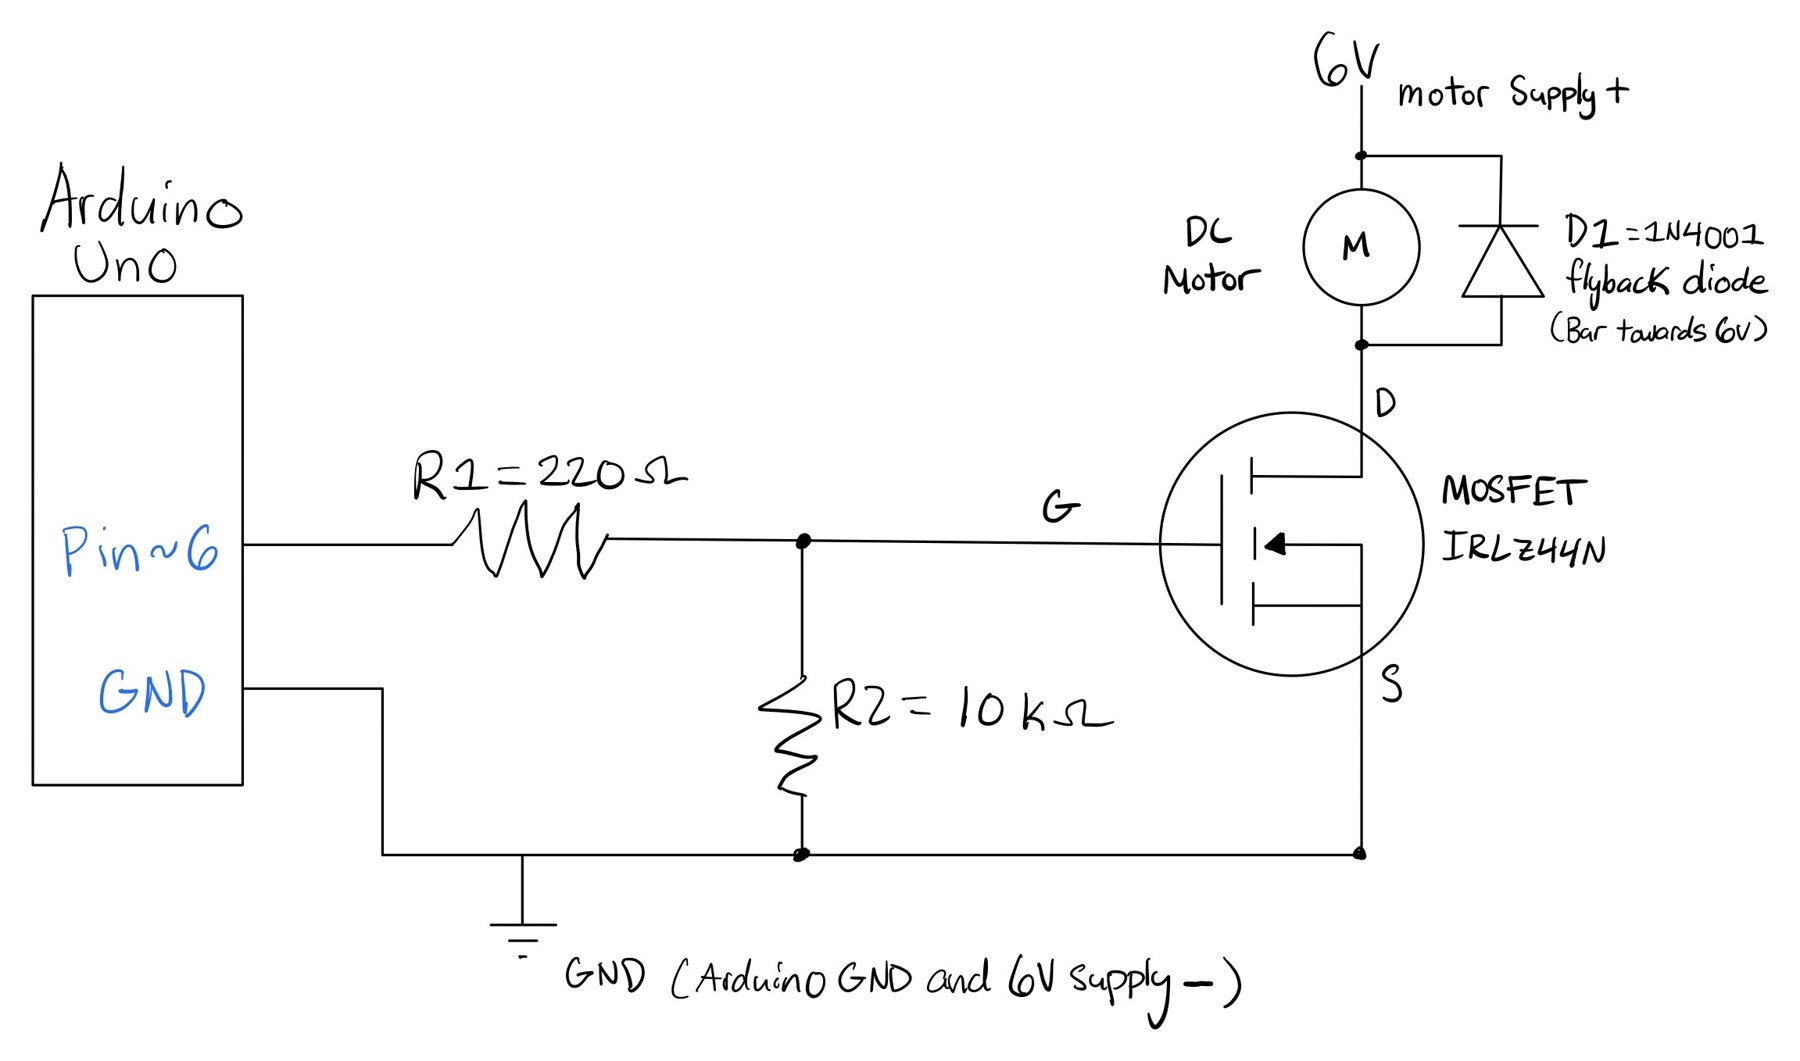 6V
motor Supply +
Arduino
Uno
DC
Motor
M
D1=1N4001
flyback diode
(Bar towards 6V)
D
R1=220Ω
G
MOSFET
IRLZ44N
Pin~6
GND
R2= 10kΩ
S
GND (Arduino GND and 6V supply -)